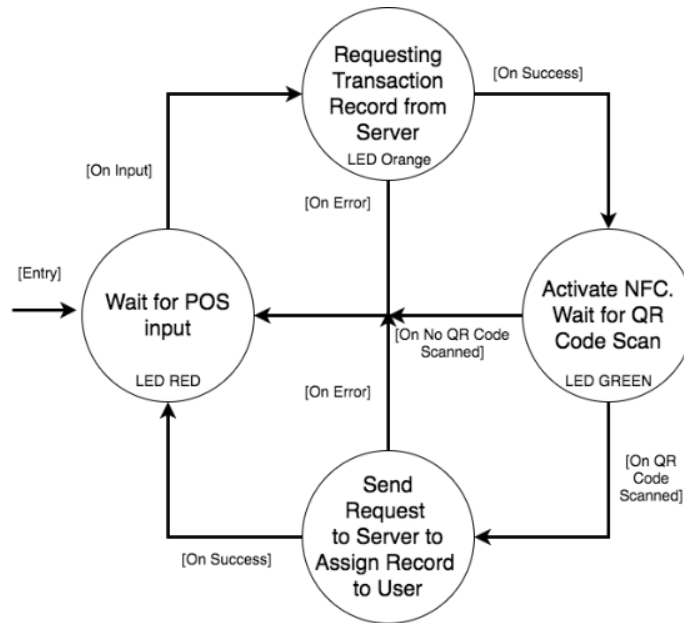 Requesting
Transaction
Record from
Server
LED Orange
[On Success]
[On Input]
[On Error]
[Entry]
Wait for POS
input
LED RED
Activate NFC.
Wait for QR
Code Scan
LED GREEN
[On No QR Code
Scanned]
[On Error]
[On QR
Code
Scanned]
Send
Request
to Server to
Assign Record
to User
[On Success]